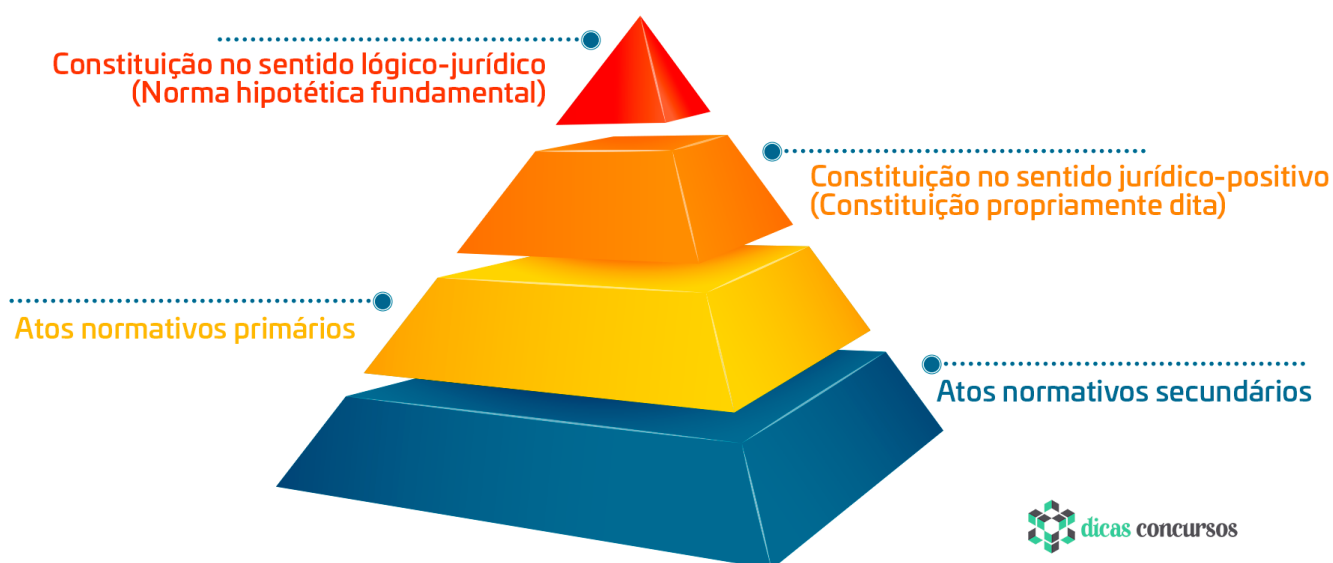 Constituição no sentido lógico-jurídico
(Norma hipotética fundamental)
Constituição no sentido jurídico-positivo
(Constituição propriamente dita)
Atos normativos primários
Atos normativos secundários
dicas concursos